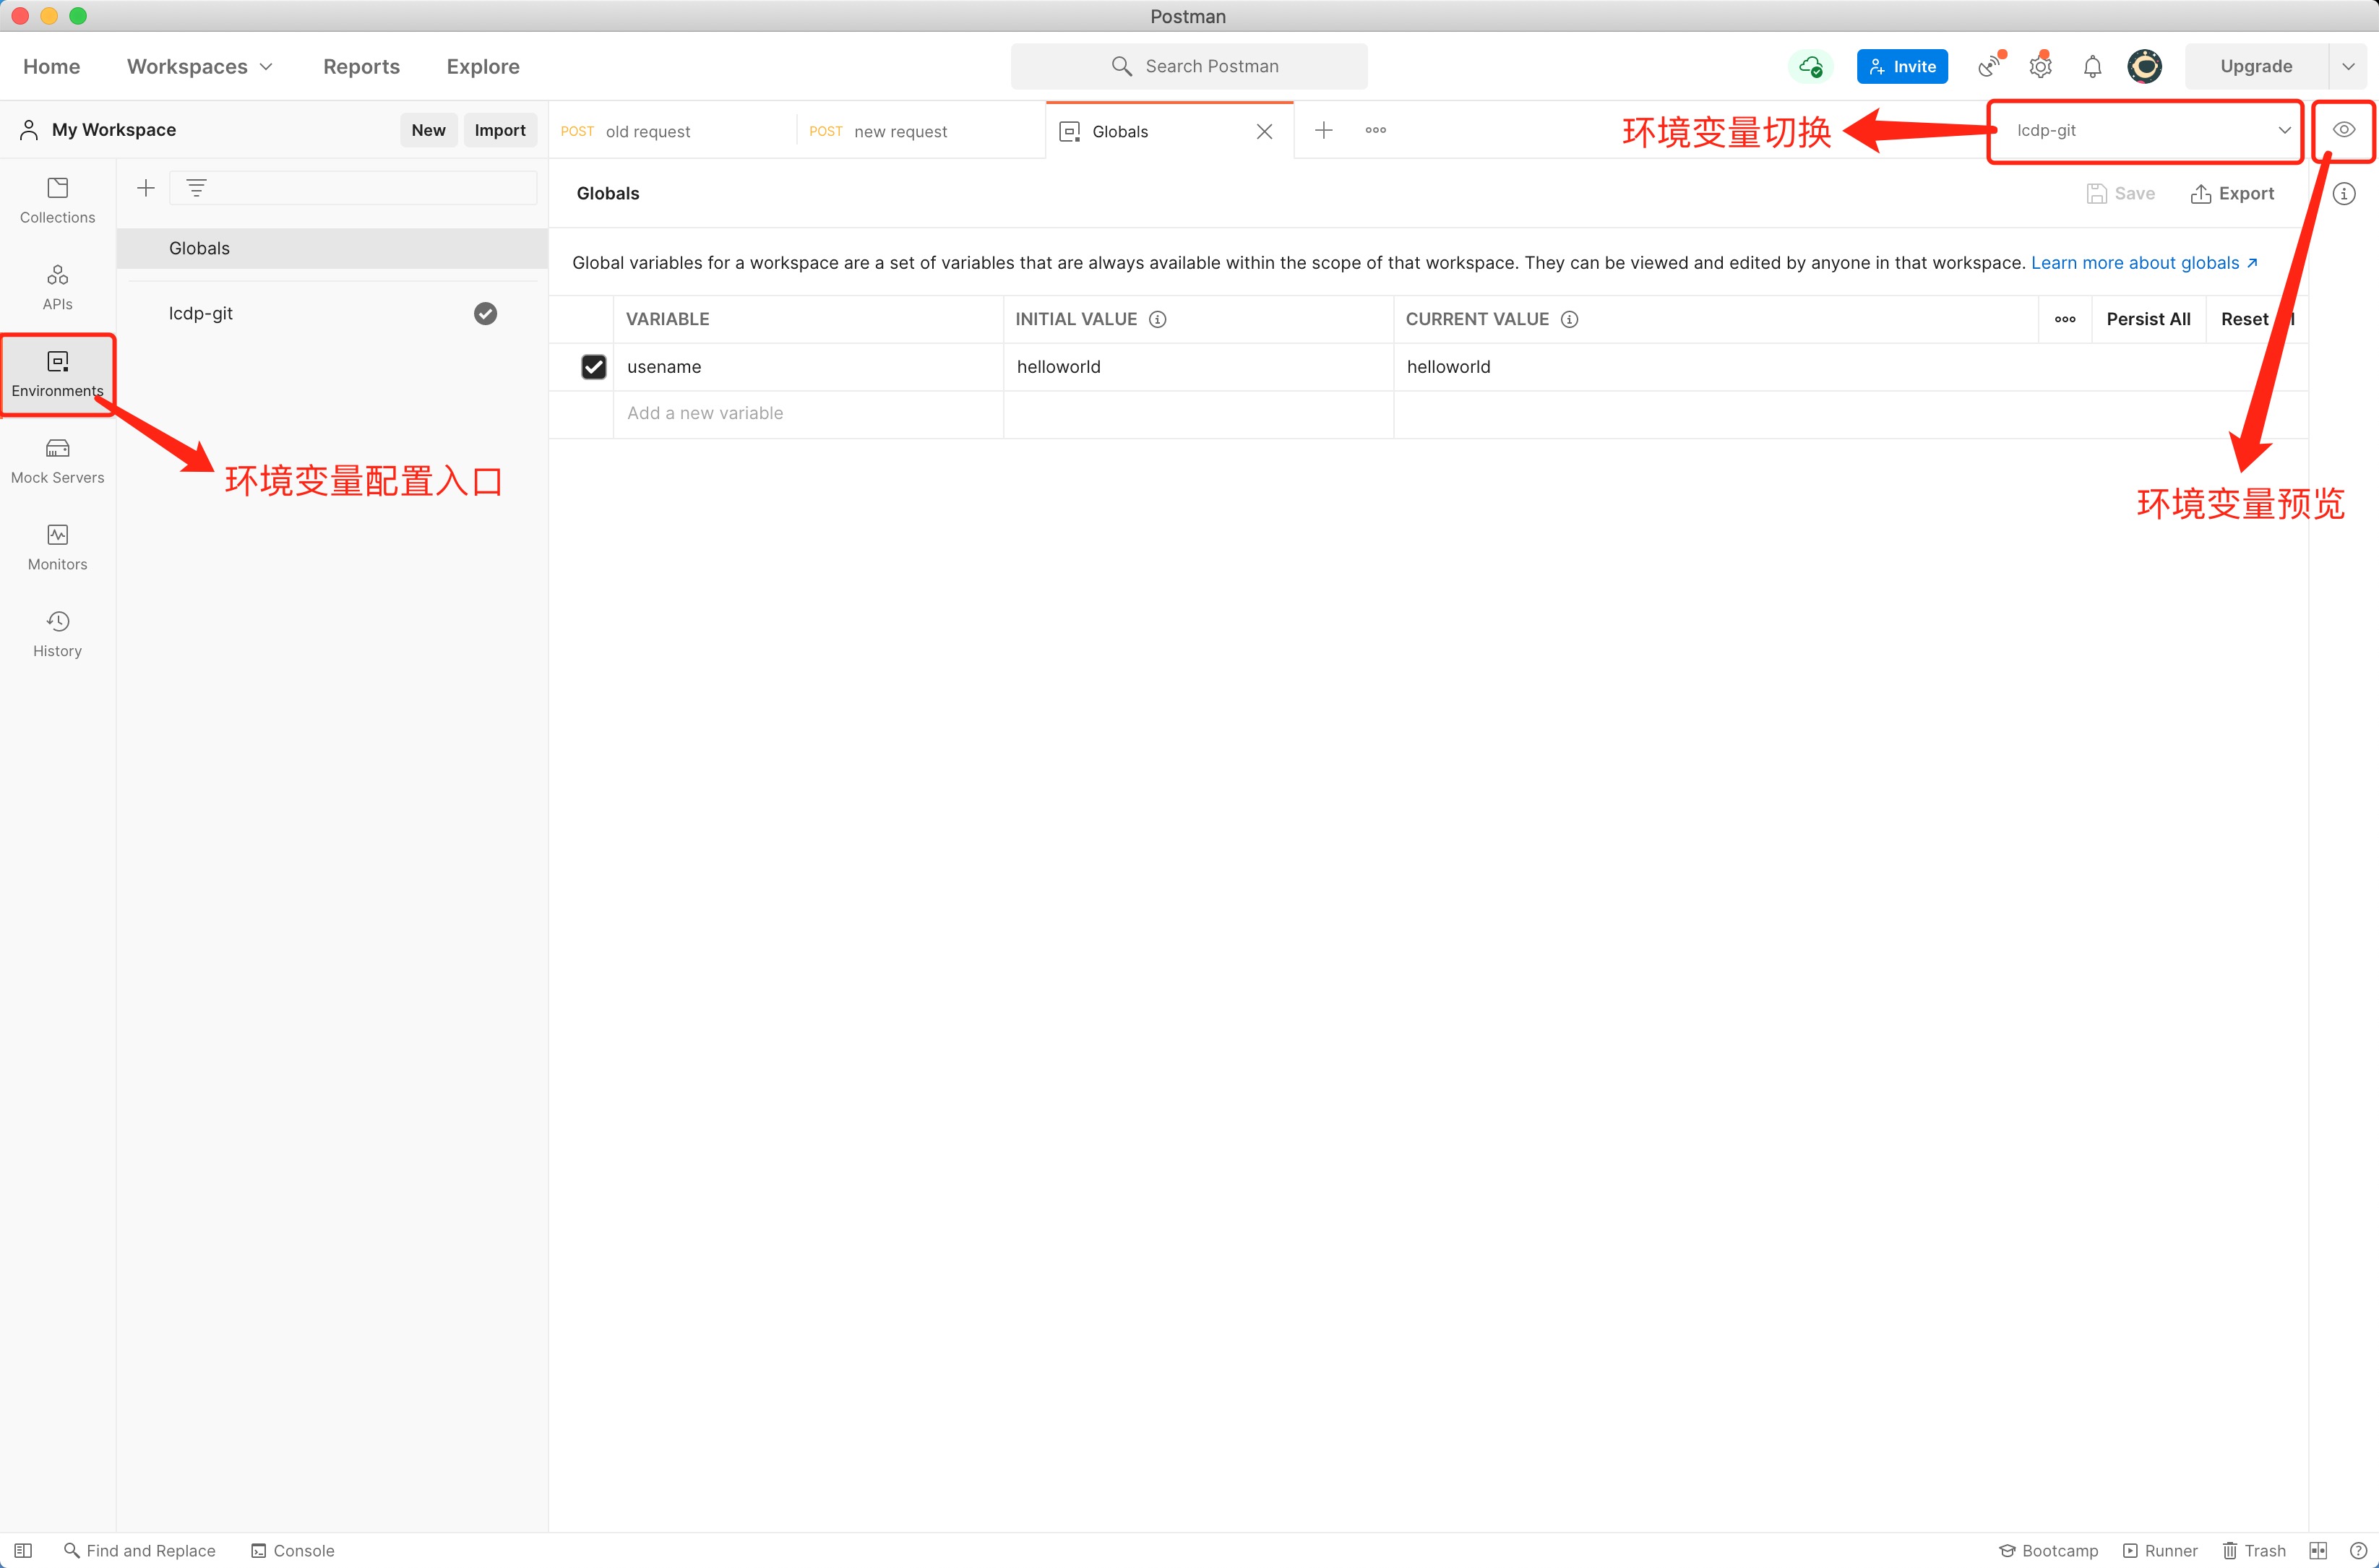 Postman
Home Workspaces Reports Explore Search Postman Invite Upgrade
My Workspace New Import POST old request POST new request Globals 环境变量切换 lcdp-git
Collections
Globals Save Export
Globals
Global variables for a workspace are a set of variables that are always available within the scope of that workspace. They can be viewed and edited by anyone in that workspace. Learn more about globals ↗
APIs
lcdp-git
VARIABLE INITIAL VALUE CURRENT VALUE Persist All Reset
usename helloworld helloworld
Environments
Add a new variable
环境变量配置入口
Mock Servers
环境变量预览
Monitors
History
Find and Replace Console Bootcamp Runner Trash